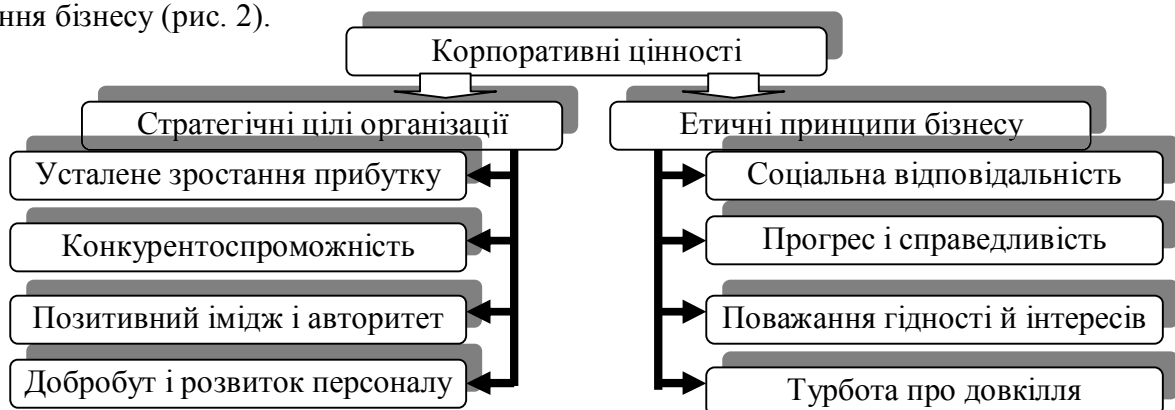 ння бізнесу (рис. 2).
Корпоративні цінності
Стратегічні цілі організації
Етичні принципи бізнесу
Усталене зростання прибутку
Соціальна відповідальність
Конкурентоспроможність
Прогрес і справедливість
Позитивний імідж і авторитет
Поважання гідності й інтересів
Добробут і розвиток персоналу
Турбота про довкілля